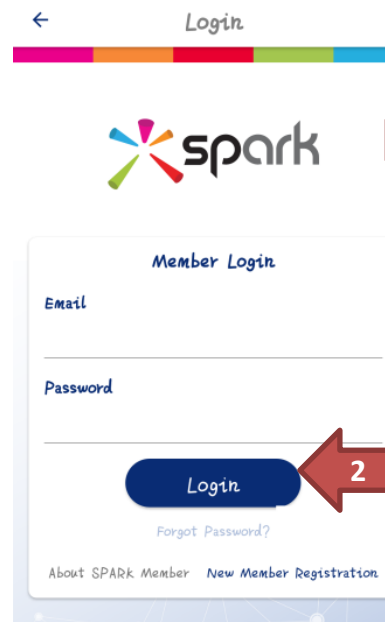 Login
spark
Member Login
Email
Password
Login
2
Forgot Password?
About SPARK Member New Member Registration